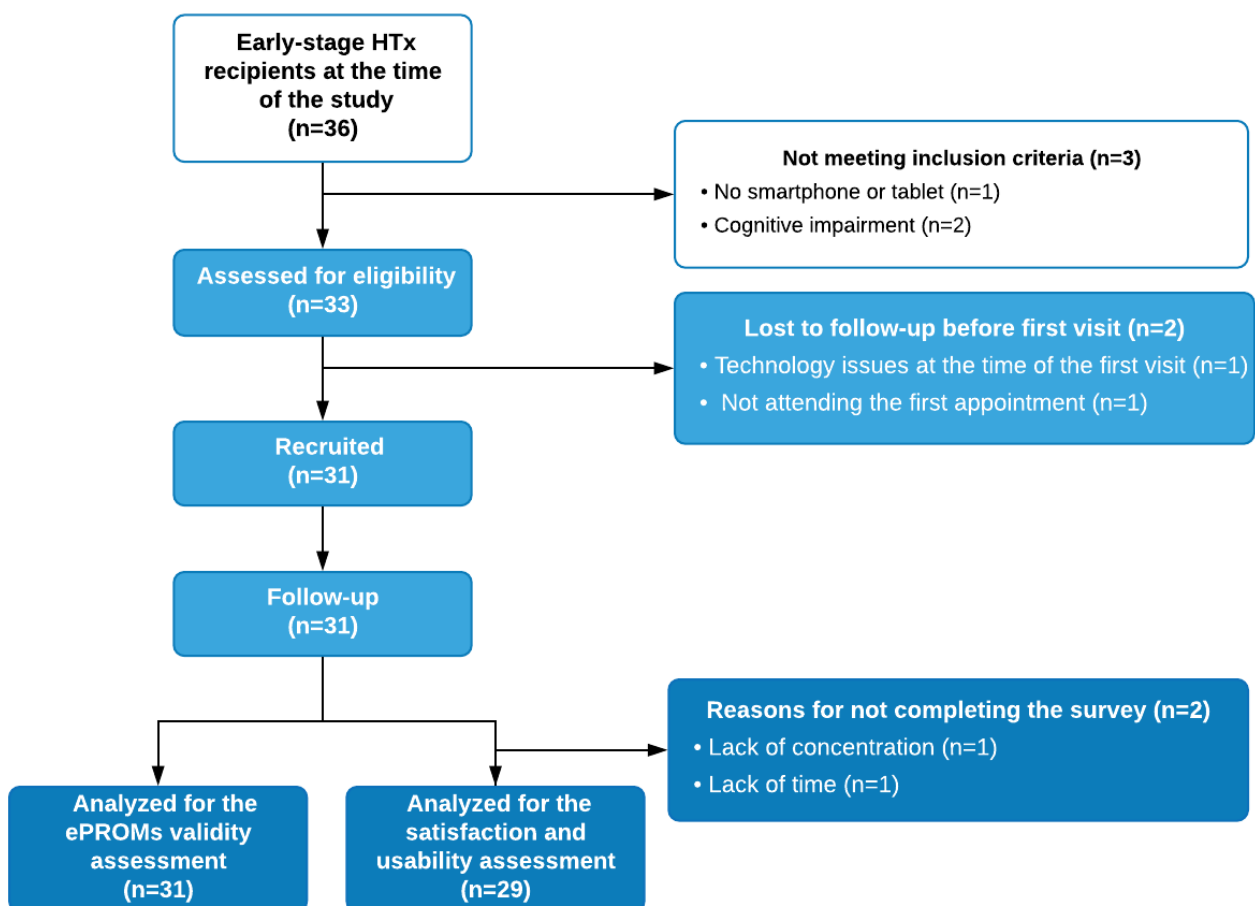 Early-stage HTx
recipients at the time
of the study
(n=36)
Not meeting inclusion criteria (n=3)
• No smartphone or tablet (n=1)
• Cognitive impairment (n=2)
Assessed for eligibility
(n=33)
Lost to follow-up before first visit (n=2)
• Technology issues at the time of the first visit (n=1)
• Not attending the first appointment (n=1)
Recruited
(n=31)
Follow-up
(n=31)
Reasons for not completing the survey (n=2)
• Lack of concentration (n=1)
• Lack of time (n=1)
Analyzed for the
ePROMs validity
assessment
(n=31)
Analyzed for the
satisfaction and
usability assessment
(n=29)